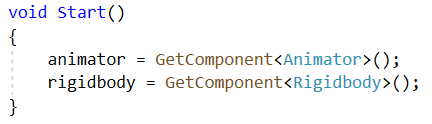 void Start()
{
    animator = GetComponent<Animator>();
    rigidbody = GetComponent<Rigidbody>();
}